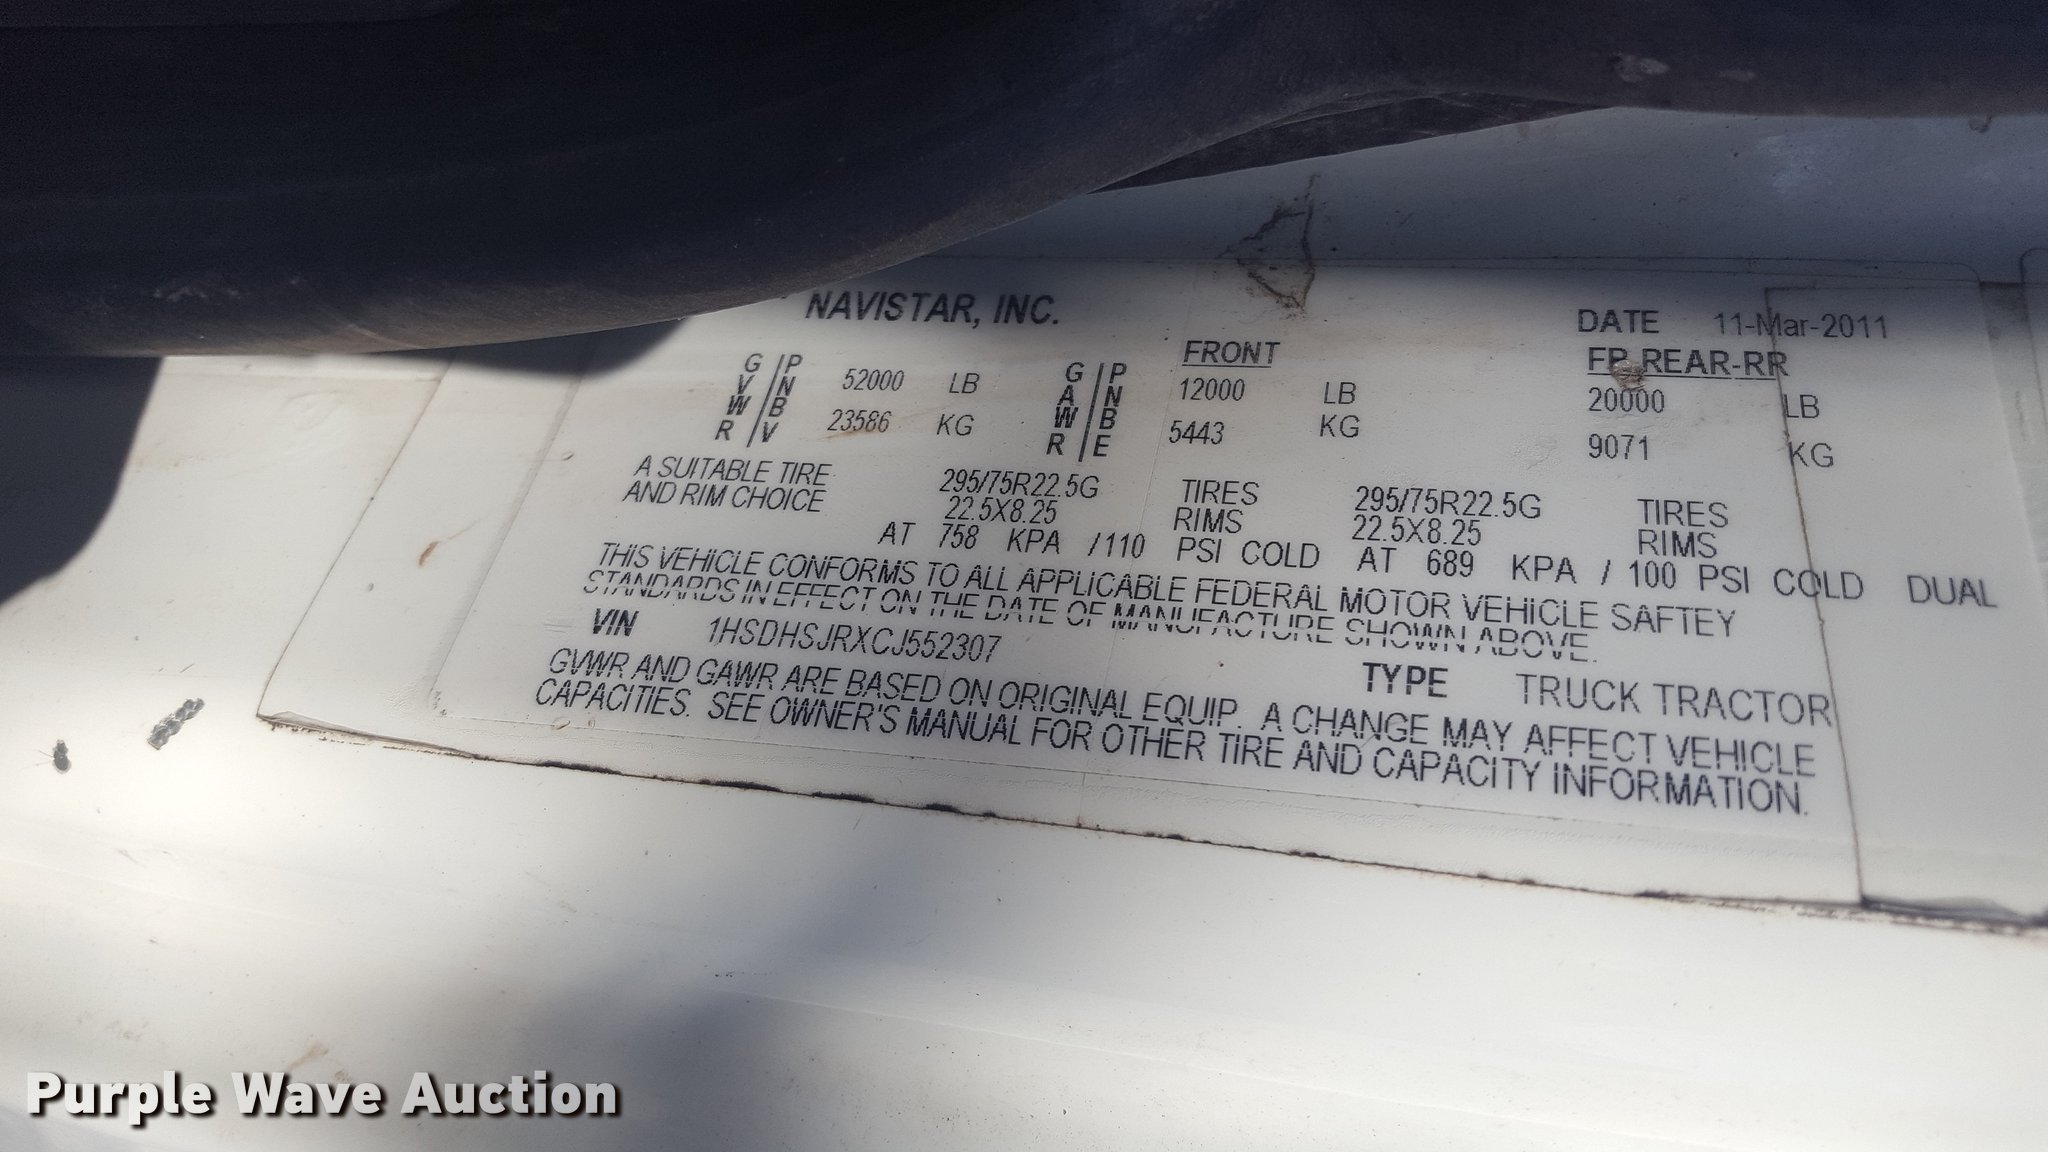 NAVISTAR, INC. DATE 11-Mar-2011
FRONT FR REAR-RR
G/P G/P
V/N 52000 LB A/N 12000 LB 20000 LB
W/B 23586 KG W/B 5443 KG 9071 KG
R/V R/E
A SUITABLE TIRE 295/75R22.5G TIRES 295/75R22.5G TIRES
AND RIM CHOICE 22.5X8.25 RIMS 22.5X8.25 RIMS
AT 758 KPA /110 PSI COLD AT 689 KPA / 100 PSI COLD DUAL
THIS VEHICLE CONFORMS TO ALL APPLICABLE FEDERAL MOTOR VEHICLE SAFTEY
STANDARDS IN EFFECT ON THE DATE OF MANUFACTURE SHOWN ABOVE.
VIN 1HSDHSJRXCJ552307 TYPE TRUCK TRACTOR
GVWR AND GAWR ARE BASED ON ORIGINAL EQUIP. A CHANGE MAY AFFECT VEHICLE
CAPACITIES. SEE OWNER'S MANUAL FOR OTHER TIRE AND CAPACITY INFORMATION.
Purple Wave Auction